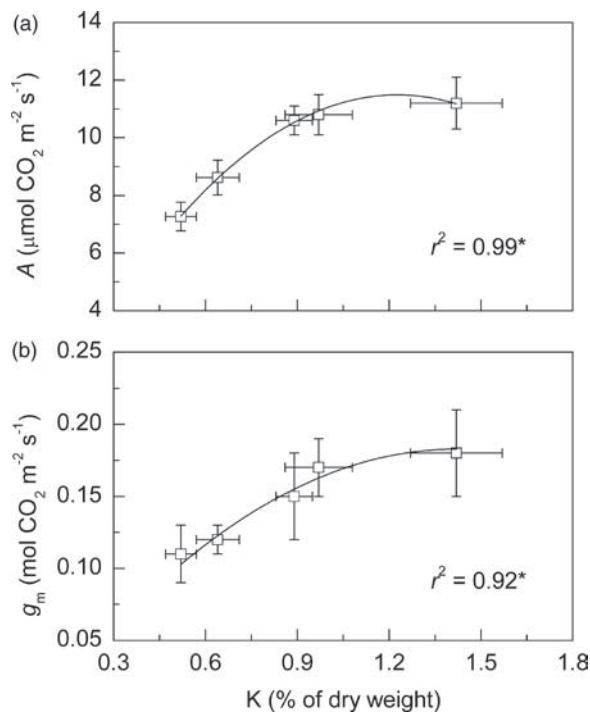 (a)
14
12
10
8
6
4
A (μmol CO₂ m⁻² s⁻¹)
r² = 0.99*
(b)
0.25
0.20
0.15
0.10
0.05
gₘ (mol CO₂ m⁻² s⁻¹)
r² = 0.92*
0.3 0.6 0.9 1.2 1.5 1.8
K (% of dry weight)